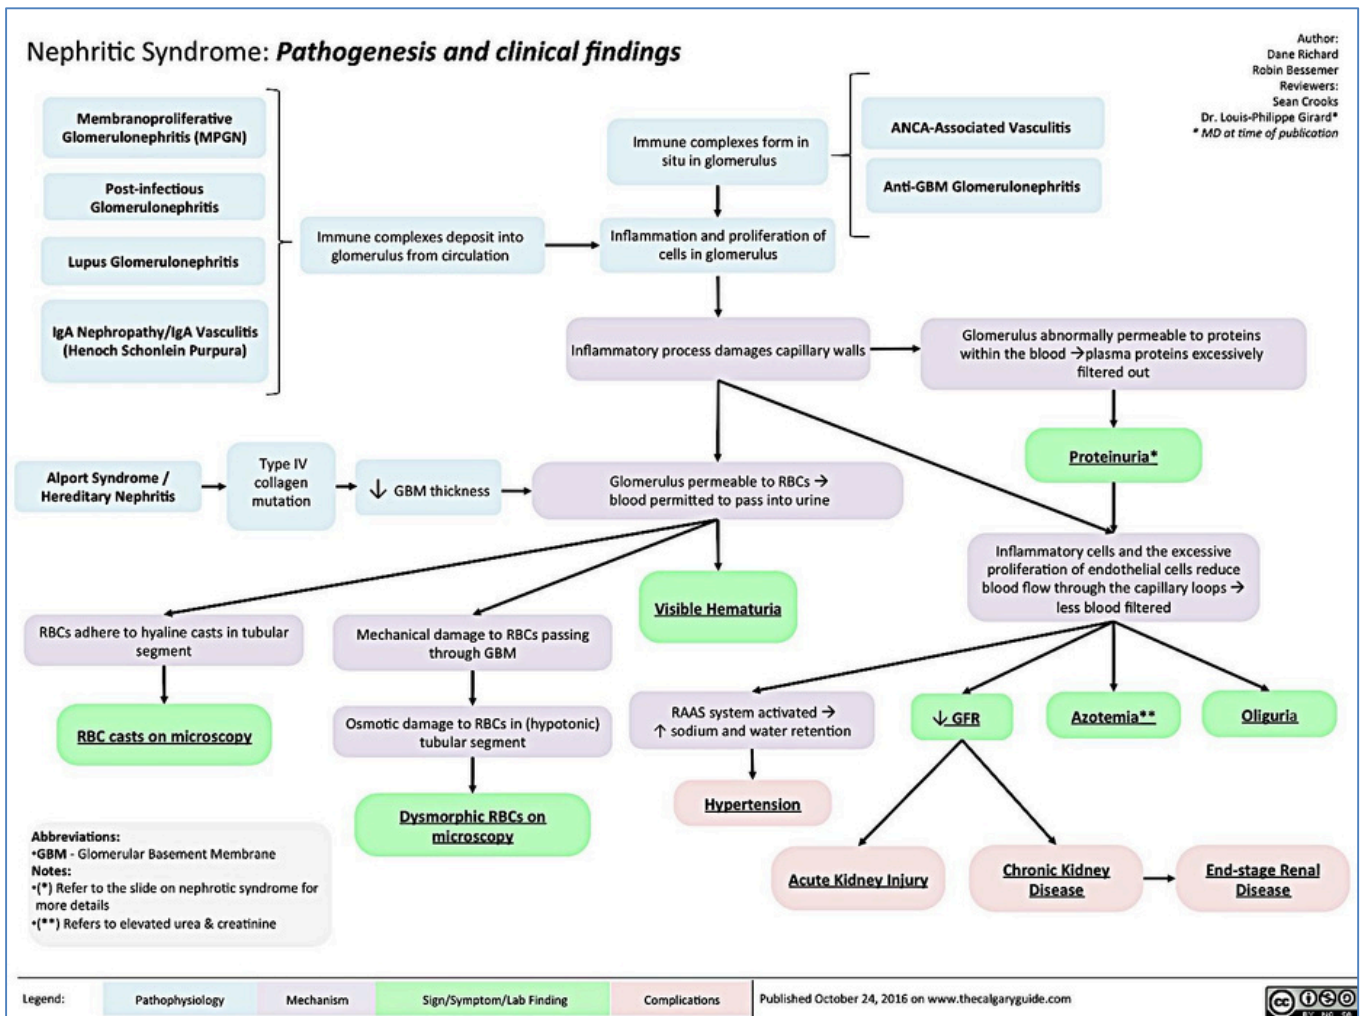 Nephritic Syndrome: Pathogenesis and clinical findings
Author:
Dane Richard
Robin Bessemer
Reviewers:
Sean Crooks
Dr. Louis-Philippe Girard*
* MD at time of publication
Membranoproliferative
Glomerulonephritis (MPGN)
Post-infectious
Glomerulonephritis
Lupus Glomerulonephritis
IgA Nephropathy/IgA Vasculitis
(Henoch Schonlein Purpura)
Immune complexes deposit into
glomerulus from circulation
Immune complexes form in
situ in glomerulus
ANCA-Associated Vasculitis
Anti-GBM Glomerulonephritis
Inflammation and proliferation of
cells in glomerulus
Inflammatory process damages capillary walls
Glomerulus abnormally permeable to proteins
within the blood →plasma proteins excessively
filtered out
Proteinuria*
Alport Syndrome /
Hereditary Nephritis
Type IV
collagen
mutation
↓ GBM thickness
Glomerulus permeable to RBCs →
blood permitted to pass into urine
Inflammatory cells and the excessive
proliferation of endothelial cells reduce
blood flow through the capillary loops →
less blood filtered
Visible Hematuria
RBCs adhere to hyaline casts in tubular
segment
Mechanical damage to RBCs passing
through GBM
RBC casts on microscopy
Osmotic damage to RBCs in (hypotonic)
tubular segment
Dysmorphic RBCs on
microscopy
RAAS system activated →
↑ sodium and water retention
↓ GFR
Azotemia**
Oliguria
Hypertension
Acute Kidney Injury
Chronic Kidney
Disease
End-stage Renal
Disease
Abbreviations:
•GBM - Glomerular Basement Membrane
Notes:
•(*) Refer to the slide on nephrotic syndrome for
more details
•(**) Refers to elevated urea & creatinine
Legend:
Pathophysiology
Mechanism
Sign/Symptom/Lab Finding
Complications
Published October 24, 2016 on www.thecalgaryguide.com
cc